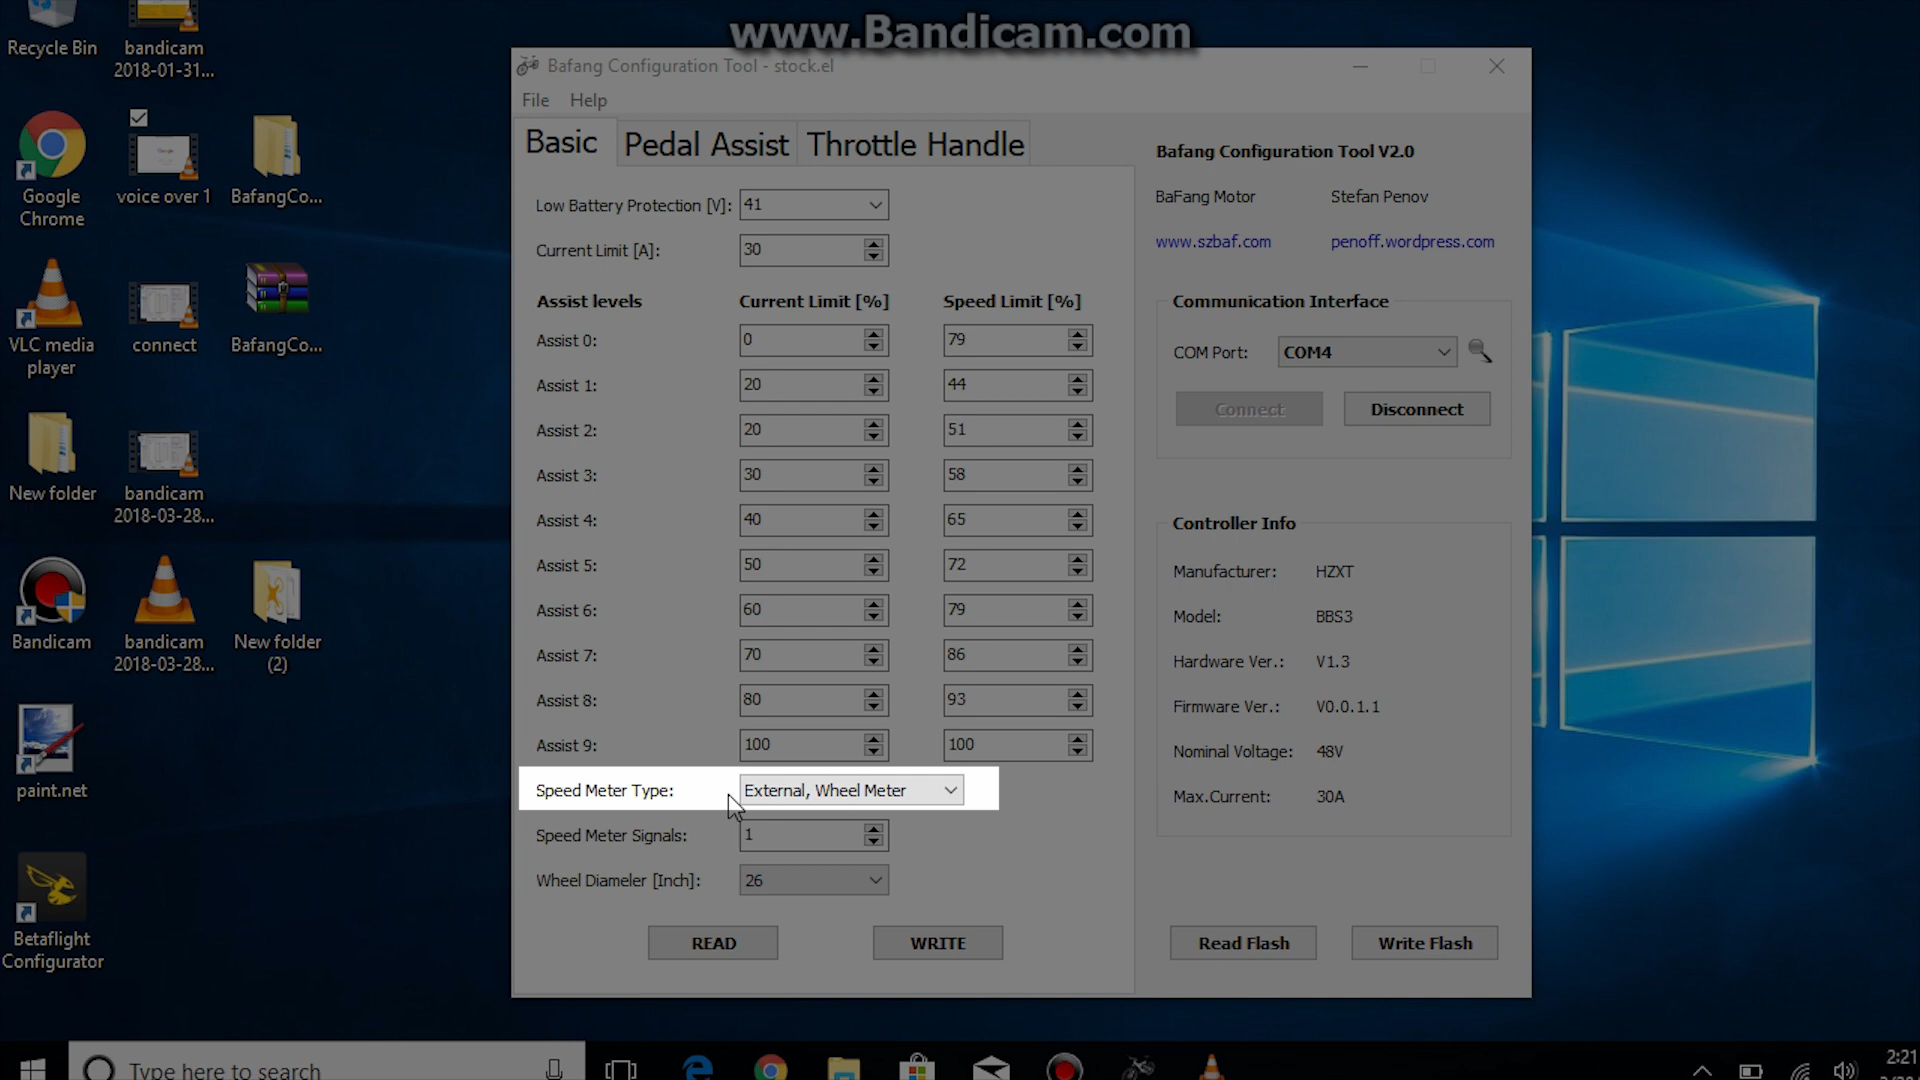 www.Bandicam.com
Recycle Bin
bandicam
2018-01-31...
Google
Chrome
voice over 1
BafangCo...
VLC media
player
connect
BafangCo...
New folder
bandicam
2018-03-28...
Bandicam
bandicam
2018-03-28...
New folder
(2)
paint.net
Betaflight
Configurator
Bafang Configuration Tool - stock.el
File Help
Basic Pedal Assist Throttle Handle
Low Battery Protection [V]: 41
Current Limit [A]: 30
Assist levels Current Limit [%] Speed Limit [%]
Assist 0: 0 79
Assist 1: 20 44
Assist 2: 20 51
Assist 3: 30 58
Assist 4: 40 65
Assist 5: 50 72
Assist 6: 60 79
Assist 7: 70 86
Assist 8: 80 93
Assist 9: 100 100
Speed Meter Type: External, Wheel Meter
Speed Meter Signals: 1
Wheel Diameler [Inch]: 26
READ WRITE
Bafang Configuration Tool V2.0
BaFang Motor Stefan Penov
www.szbaf.com penoff.wordpress.com
Communication Interface
COM Port: COM4
Connect Disconnect
Controller Info
Manufacturer: HZXT
Model: BBS3
Hardware Ver.: V1.3
Firmware Ver.: V0.0.1.1
Nominal Voltage: 48V
Max.Current: 30A
Read Flash Write Flash
Type here to search
2:21